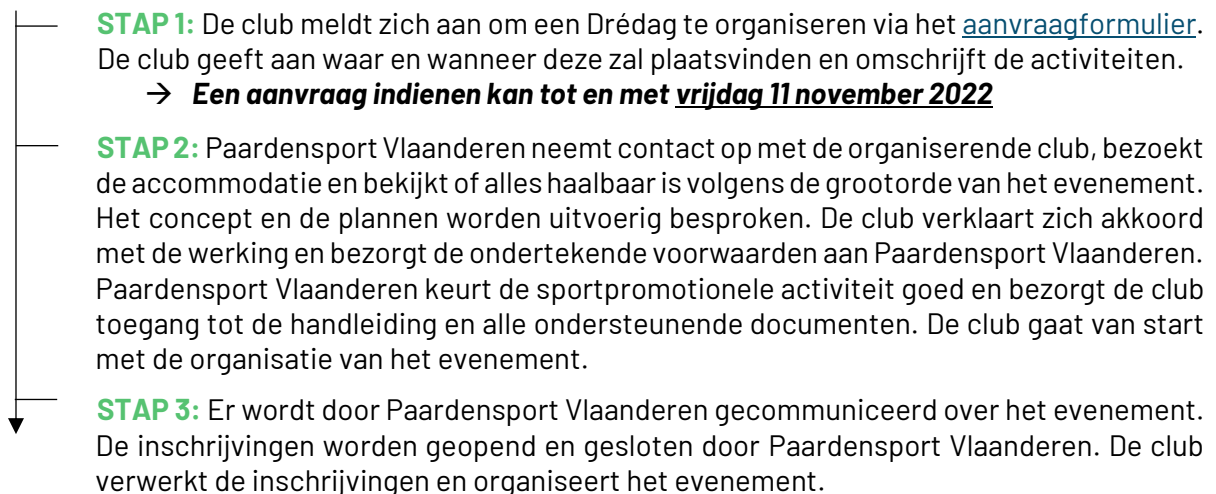 STAP 1: De club meldt zich aan om een Drédag te organiseren via het aanvraagformulier.
De club geeft aan waar en wanneer deze zal plaatsvinden en omschrijft de activiteiten.
→ Een aanvraag indienen kan tot en met vrijdag 11 november 2022
STAP 2: Paardensport Vlaanderen neemt contact op met de organiserende club, bezoekt
de accommodatie en bekijkt of alles haalbaar is volgens de grootorde van het evenement.
Het concept en de plannen worden uitvoerig besproken. De club verklaart zich akkoord
met de werking en bezorgt de ondertekende voorwaarden aan Paardensport Vlaanderen.
Paardensport Vlaanderen keurt de sportpromotionele activiteit goed en bezorgt de club
toegang tot de handleiding en alle ondersteunende documenten. De club gaat van start
met de organisatie van het evenement.
STAP 3: Er wordt door Paardensport Vlaanderen gecommuniceerd over het evenement.
De inschrijvingen worden geopend en gesloten door Paardensport Vlaanderen. De club
verwerkt de inschrijvingen en organiseert het evenement.